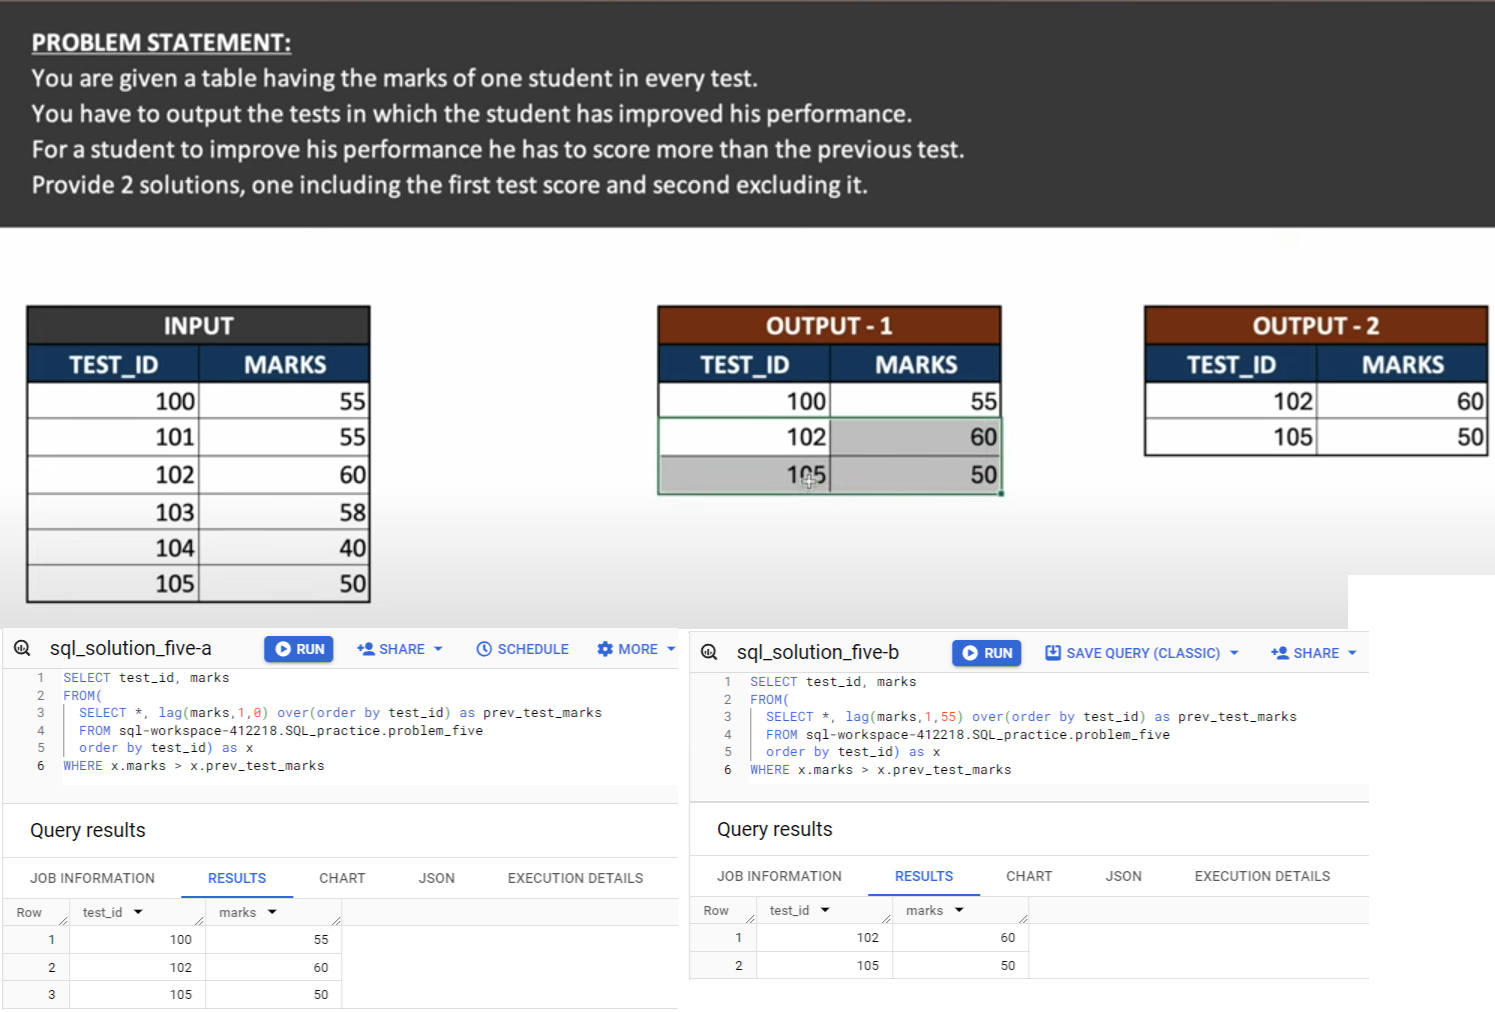 PROBLEM STATEMENT:
You are given a table having the marks of one student in every test.
You have to output the tests in which the student has improved his performance.
For a student to improve his performance he has to score more than the previous test.
Provide 2 solutions, one including the first test score and second excluding it.
INPUT
TEST_ID MARKS
100 55
101 55
102 60
103 58
104 40
105 50
OUTPUT - 1
TEST_ID MARKS
100 55
102 60
105 50
OUTPUT - 2
TEST_ID MARKS
102 60
105 50
sql_solution_five-a RUN SHARE SCHEDULE MORE
1 SELECT test_id, marks
2 FROM(
3 SELECT *, lag(marks,1,0) over(order by test_id) as prev_test_marks
4 FROM sql-workspace-412218.SQL_practice.problem_five
5 order by test_id) as x
6 WHERE x.marks > x.prev_test_marks
Query results
JOB INFORMATION RESULTS CHART JSON EXECUTION DETAILS
Row test_id marks
1 100 55
2 102 60
3 105 50
sql_solution_five-b RUN SAVE QUERY (CLASSIC) SHARE
1 SELECT test_id, marks
2 FROM(
3 SELECT *, lag(marks,1,55) over(order by test_id) as prev_test_marks
4 FROM sql-workspace-412218.SQL_practice.problem_five
5 order by test_id) as x
6 WHERE x.marks > x.prev_test_marks
Query results
JOB INFORMATION RESULTS CHART JSON EXECUTION DETAILS
Row test_id marks
1 102 60
2 105 50